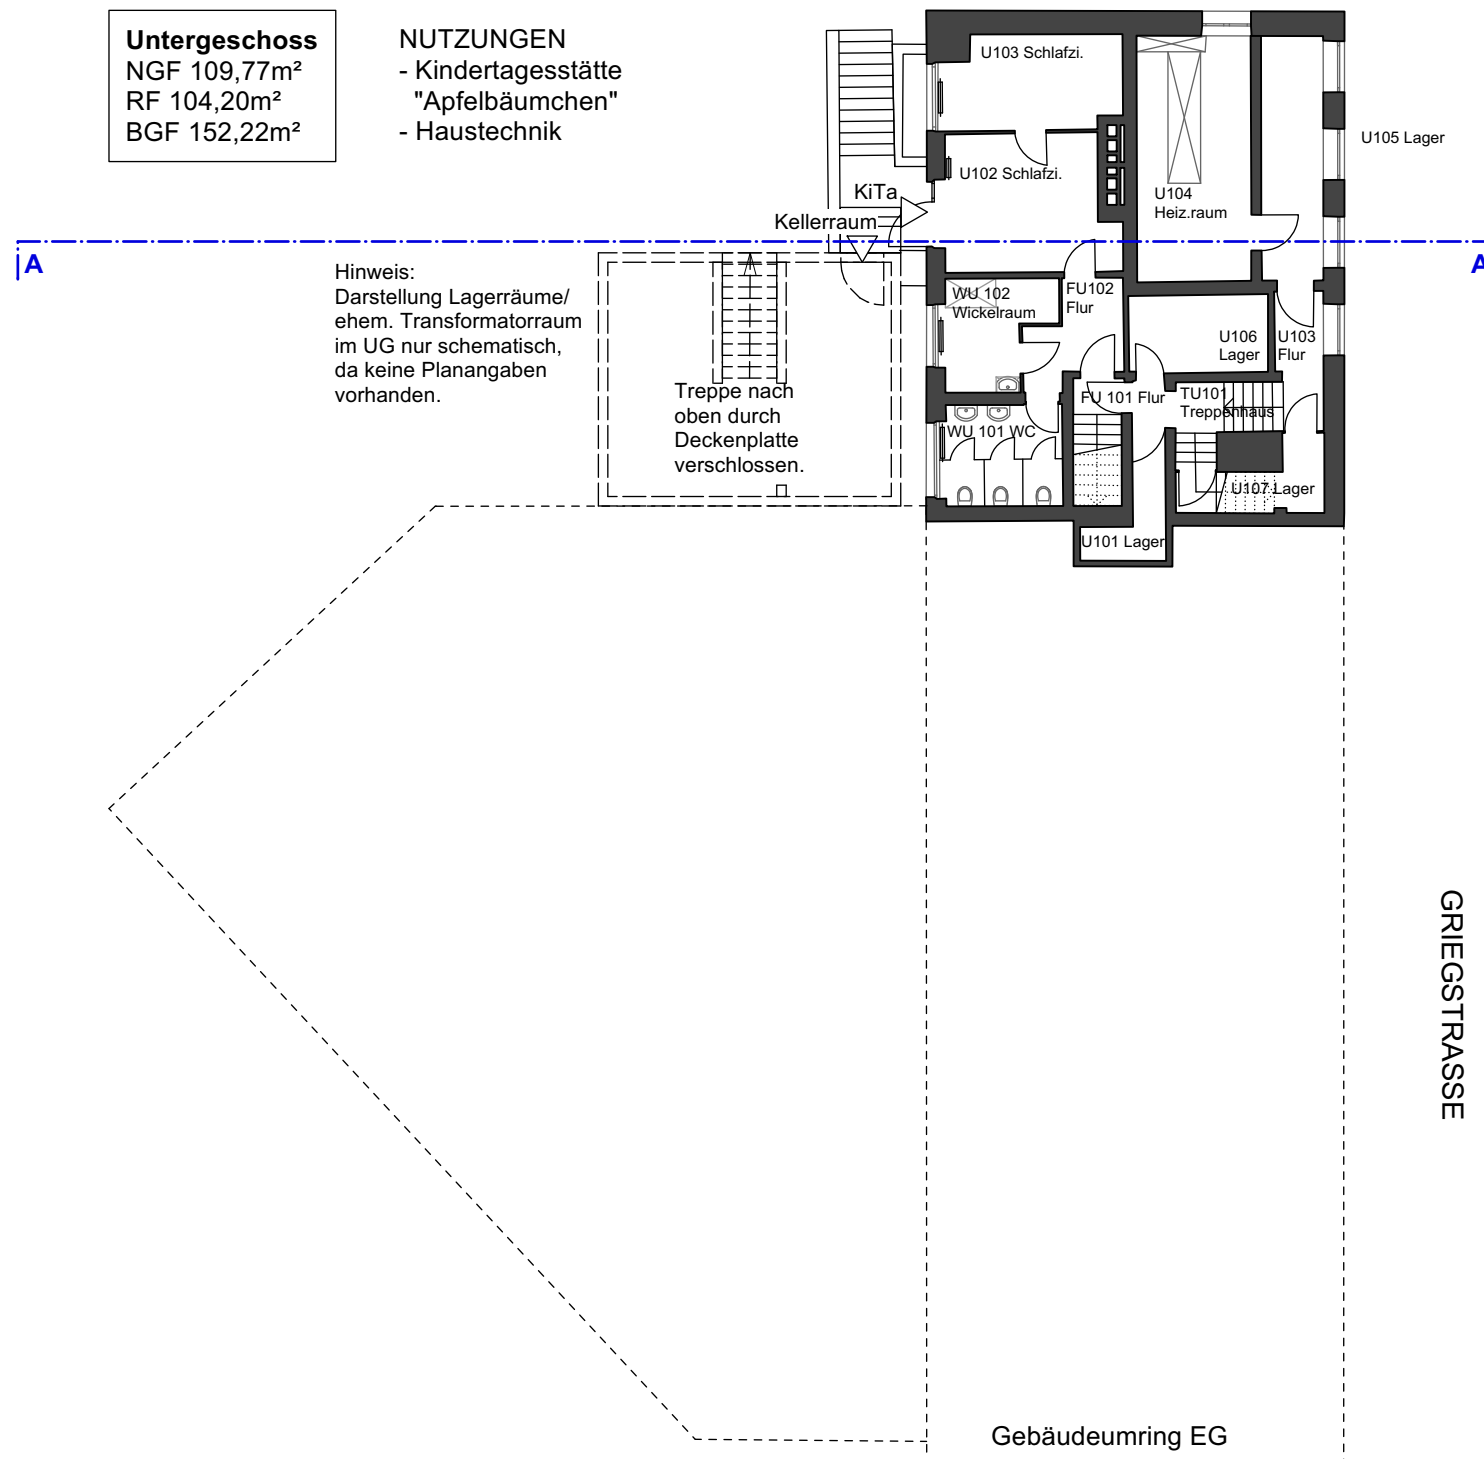 Untergeschoss
NGF 109,77m²
RF 104,20m²
BGF 152,22m²
NUTZUNGEN
- Kindertagesstätte
"Apfelbäumchen"
- Haustechnik
U103 Schlafzi.
U105 Lager
U102 Schlafzi.
KiTa
U104
Heiz.raum
Kellerraum
A
A
Hinweis:
Darstellung Lagerräume/
ehem. Transformatorraum
im UG nur schematisch,
da keine Planangaben
vorhanden.
WU 102
Wickelraum
FU102
Flur
U106
Lager
U103
Flur
Treppe nach
oben durch
Deckenplatte
verschlossen.
FU 101 Flur
TU101
Treppenhaus
WU 101 WC
U107 Lager
U101 Lager
GRIEGSTRASSE
Gebäudeumring EG